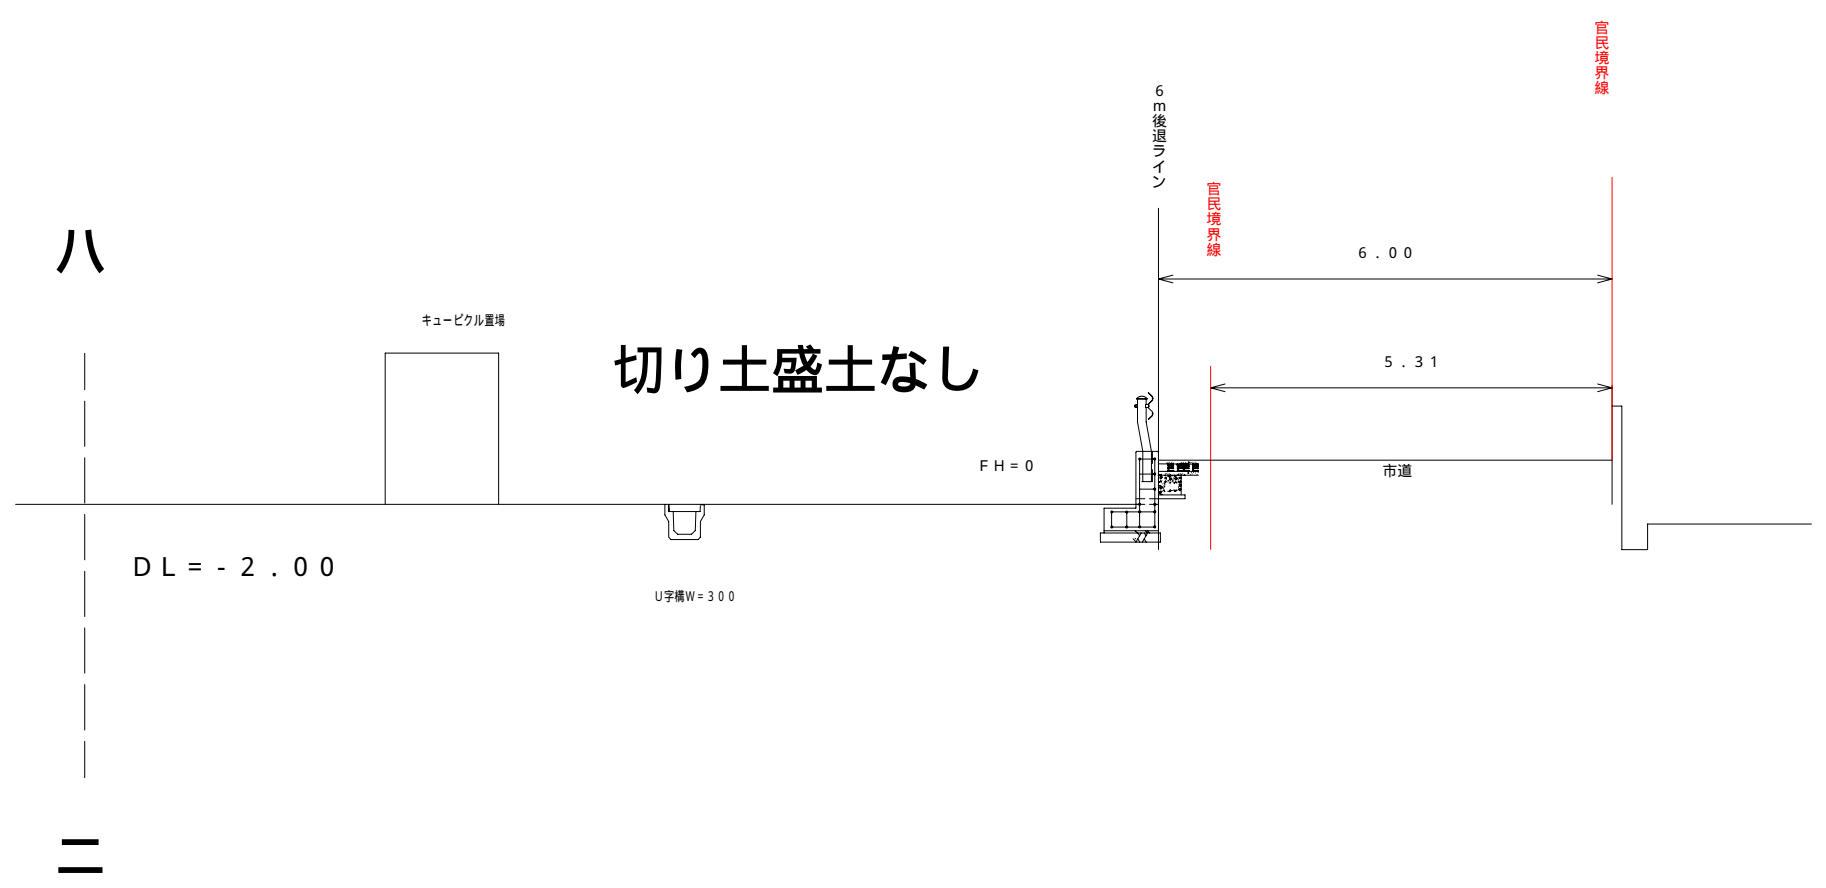 官民境界線
6m後退ライン
官民境界線
ハ
6.00
キュービクル置場
切り土盛土なし
5.31
FH=0
市道
DL=-2.00
U字構W=300
ニ